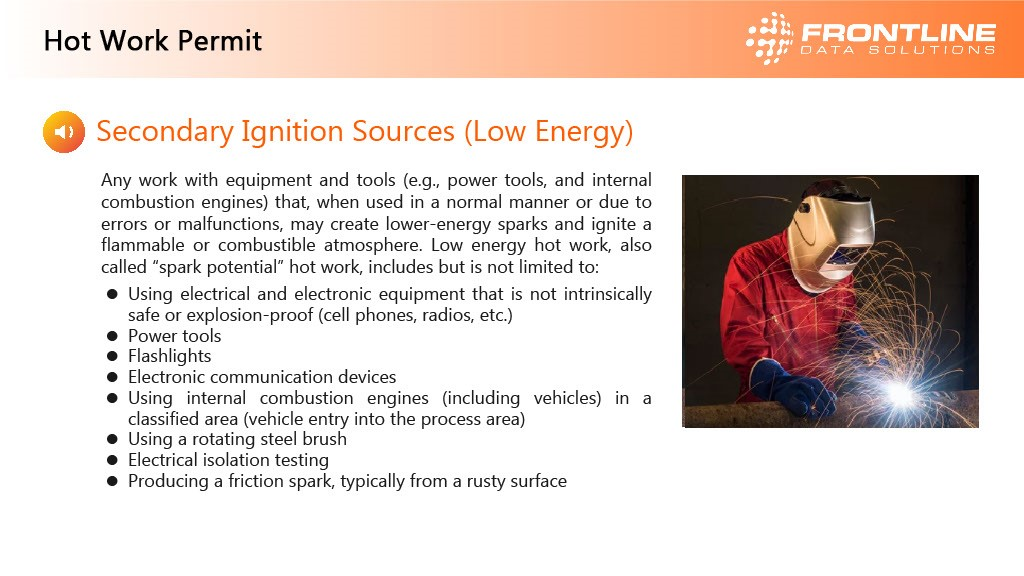 Hot Work Permit
FRONTLINE
DATA SOLUTIONS
Secondary Ignition Sources (Low Energy)
Any work with equipment and tools (e.g., power tools, and internal
combustion engines) that, when used in a normal manner or due to
errors or malfunctions, may create lower-energy sparks and ignite a
flammable or combustible atmosphere. Low energy hot work, also
called “spark potential” hot work, includes but is not limited to:
● Using electrical and electronic equipment that is not intrinsically
safe or explosion-proof (cell phones, radios, etc.)
● Power tools
● Flashlights
● Electronic communication devices
● Using internal combustion engines (including vehicles) in a
classified area (vehicle entry into the process area)
● Using a rotating steel brush
● Electrical isolation testing
● Producing a friction spark, typically from a rusty surface